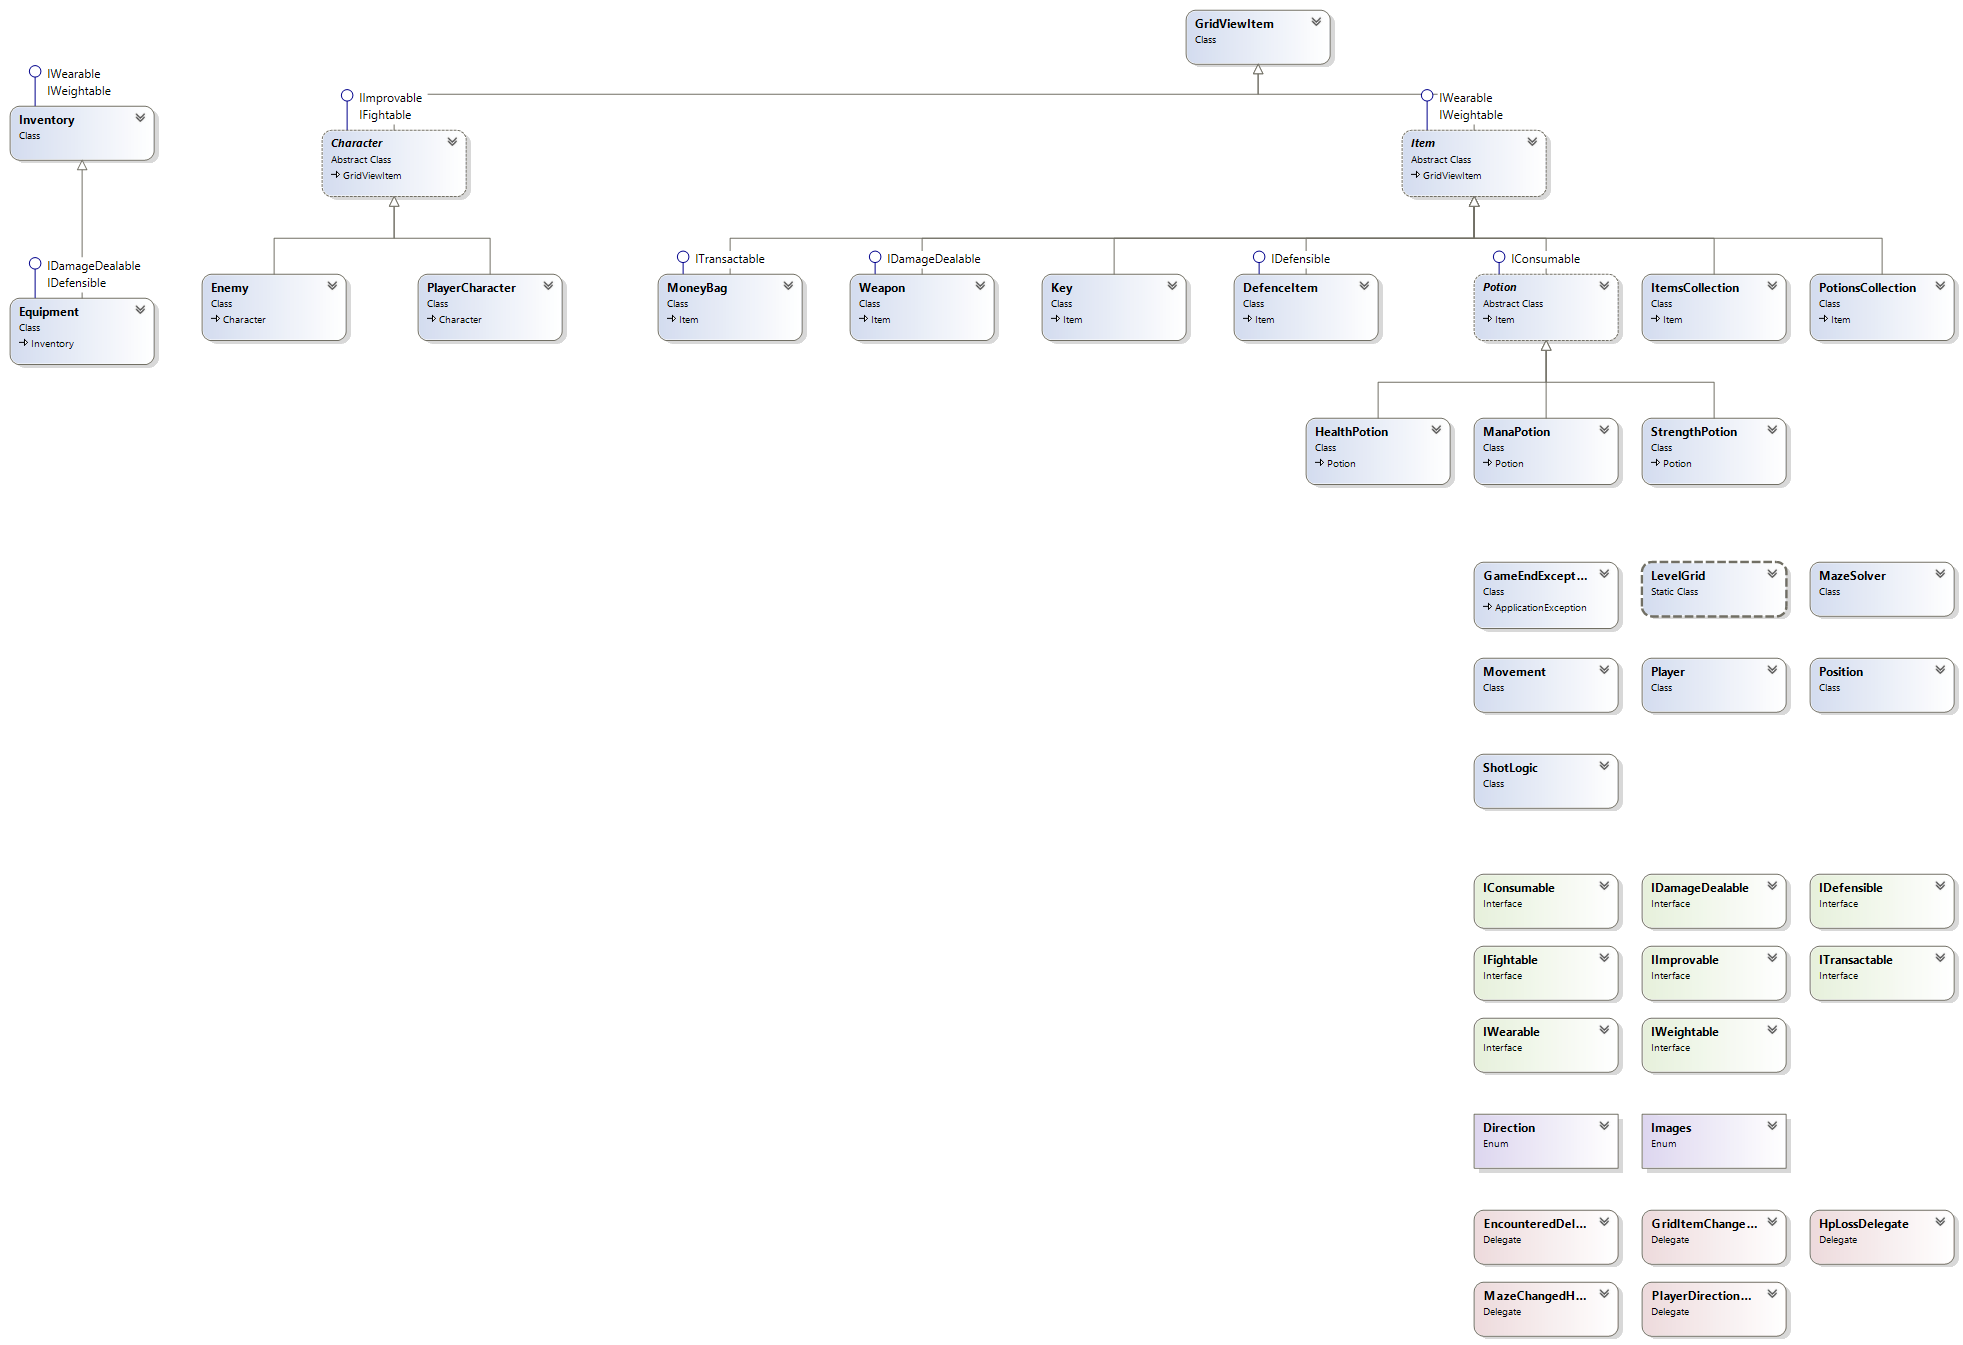 GridViewItem
Class
IWearable
IWeightable
Inventory
Class
IImprovable
IFightable
Character
Abstract Class
GridViewItem
IWearable
IWeightable
Item
Abstract Class
GridViewItem
IDamageDealable
IDefensible
Equipment
Class
Inventory
Enemy
Class
Character
PlayerCharacter
Class
Character
ITransactable
MoneyBag
Class
Item
IDamageDealable
Weapon
Class
Item
Key
Class
Item
IDefensible
DefenceItem
Class
Item
IConsumable
Potion
Abstract Class
Item
ItemsCollection
Class
Item
PotionsCollection
Class
Item
HealthPotion
Class
Potion
ManaPotion
Class
Potion
StrengthPotion
Class
Potion
GameEndExcept...
Class
ApplicationException
LevelGrid
Static Class
MazeSolver
Class
Movement
Class
Player
Class
Position
Class
ShotLogic
Class
IConsumable
Interface
IDamageDealable
Interface
IDefensible
Interface
IFightable
Interface
IImprovable
Interface
ITransactable
Interface
IWearable
Interface
IWeightable
Interface
Direction
Enum
Images
Enum
EncounteredDel...
Delegate
GridItemChange...
Delegate
HpLossDelegate
Delegate
MazeChangedH...
Delegate
PlayerDirection...
Delegate